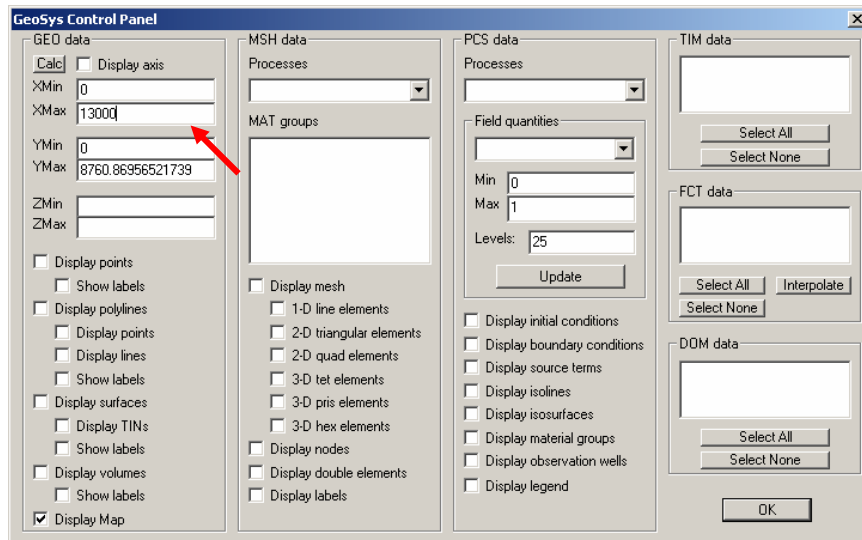 GeoSys Control Panel
GEO data
Calc
Display axis
XMin 0
XMax 13000
YMin 0
YMax 8760.86956521739
ZMin
ZMax
Display points
Show labels
Display polylines
Display points
Display lines
Show labels
Display surfaces
Display TINs
Show labels
Display volumes
Show labels
Display Map
MSH data
Processes
MAT groups
Display mesh
1-D line elements
2-D triangular elements
2-D quad elements
3-D tet elements
3-D pris elements
3-D hex elements
Display nodes
Display double elements
Display labels
PCS data
Processes
Field quantities
Min 0
Max 1
Levels: 25
Update
Display initial conditions
Display boundary conditions
Display source terms
Display isolines
Display isosurfaces
Display material groups
Display observation wells
Display legend
TIM data
Select All
Select None
FCT data
Select All Interpolate
Select None
DOM data
Select All
Select None
OK